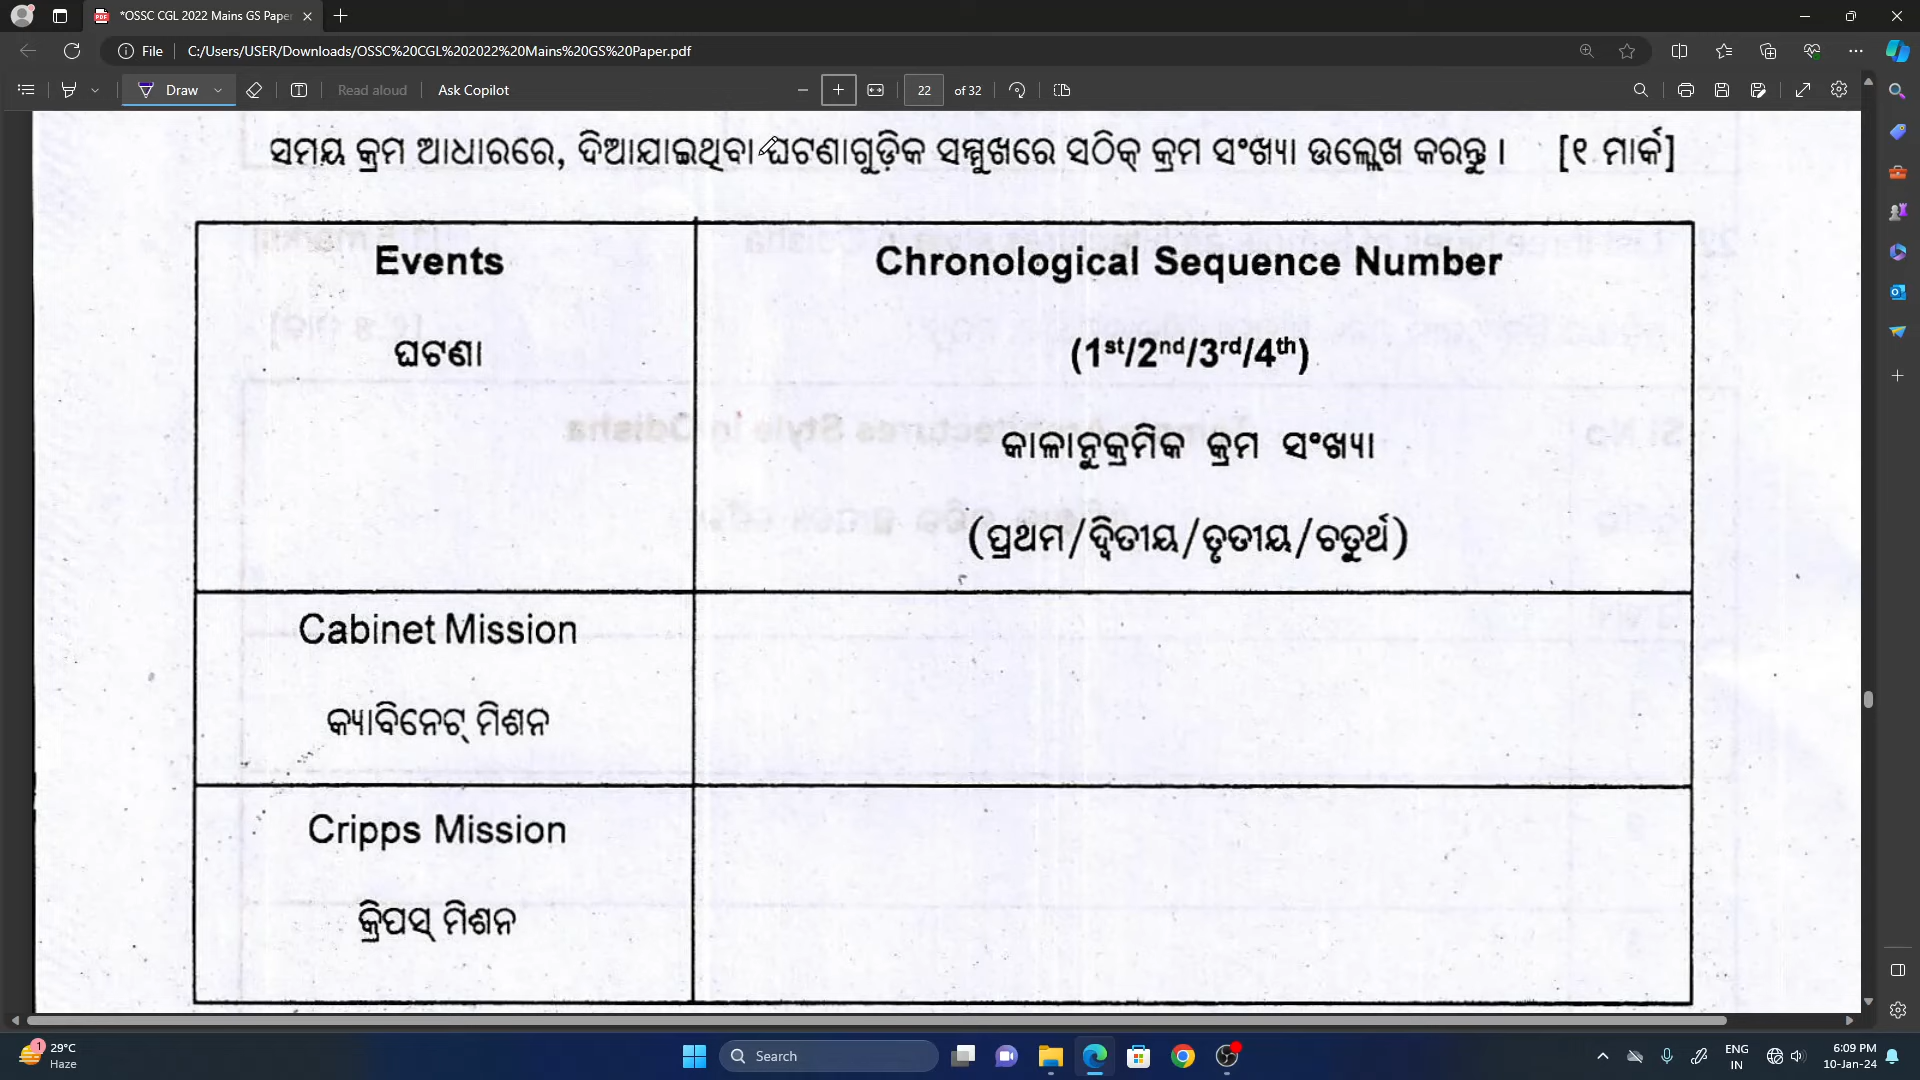 *OSSC CGL 2022 Mains GS Paper
File
C:/Users/USER/Downloads/OSSC%20CGL%202022%20Mains%20GS%20Paper.pdf
Draw
Read aloud
Ask Copilot
22
of 32
ସମୟ କ୍ରମ ଆଧାରରେ, ଦିଆଯାଇଥିବା ଘଟଣାଗୁଡ଼ିକ ସମ୍ମୁଖରେ ସଠିକ୍ କ୍ରମ ସଂଖ୍ୟା ଉଲ୍ଲେଖ କରନ୍ତୁ । [୧ ମାର୍କ]
Events
Chronological Sequence Number
ଘଟଣା
(1st/2nd/3rd/4th)
କାଳାନୁକ୍ରମିକ କ୍ରମ ସଂଖ୍ୟା
(ପ୍ରଥମ/ଦ୍ୱିତୀୟ/ତୃତୀୟ/ଚତୁର୍ଥ)
Cabinet Mission
କ୍ୟାବିନେଟ୍ ମିଶନ
Cripps Mission
କ୍ରିପସ୍ ମିଶନ
1
29°C
Haze
Search
ENG
IN
6:09 PM
10-Jan-24